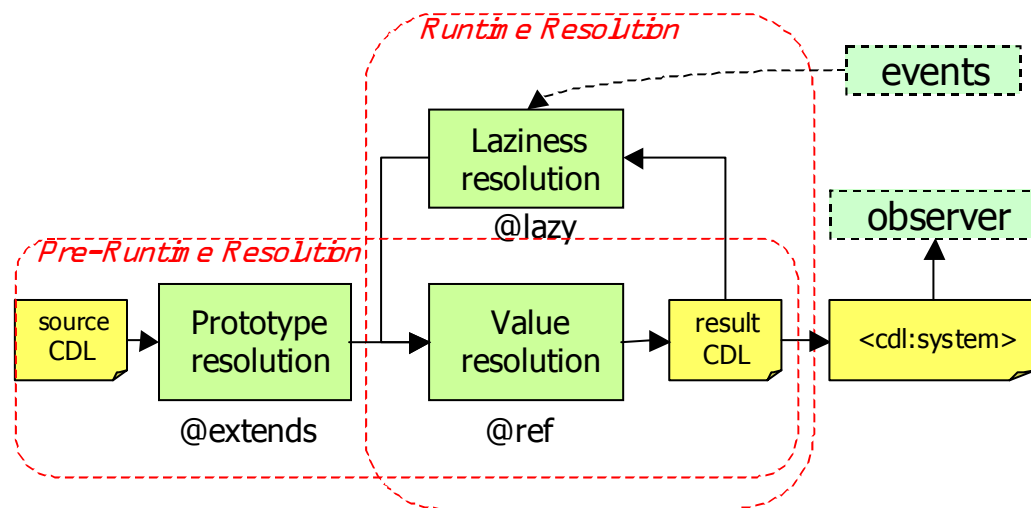 Runtime Resolution
events
Laziness
resolution
@lazy
observer
Pre-Runtime Resolution
source
CDL
Prototype
resolution
@extends
Value
resolution
@ref
result
CDL
<cdl:system>